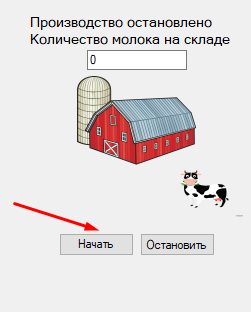 Производство остановлено
Количество молока на складе
0
Начать
Остановить